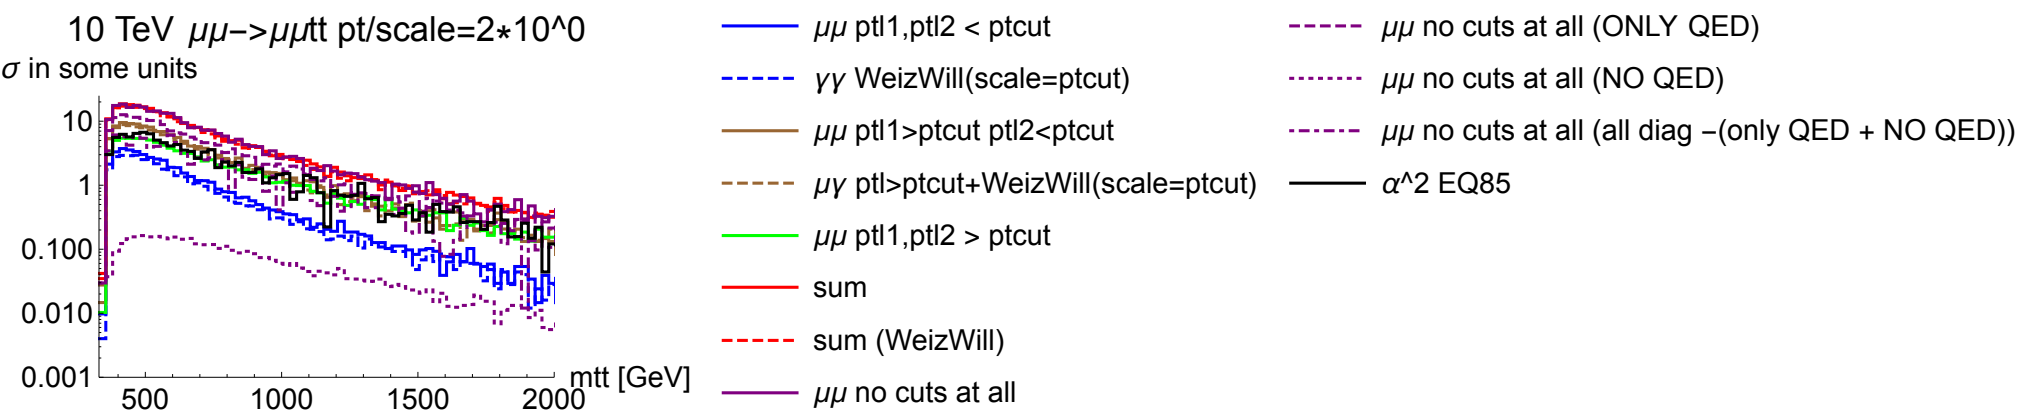 10 TeV μμ−>μμtt pt/scale=2*10^0
σ in some units
10
1
0.100
0.010
0.001
500
1000
1500
2000
mtt [GeV]
μμ ptl1,ptl2 < ptcut
γγ WeizWill(scale=ptcut)
μμ ptl1>ptcut ptl2<ptcut
μγ ptl>ptcut+WeizWill(scale=ptcut)
μμ ptl1,ptl2 > ptcut
sum
sum (WeizWill)
μμ no cuts at all
μμ no cuts at all (ONLY QED)
μμ no cuts at all (NO QED)
μμ no cuts at all (all diag −(only QED + NO QED))
α^2 EQ85